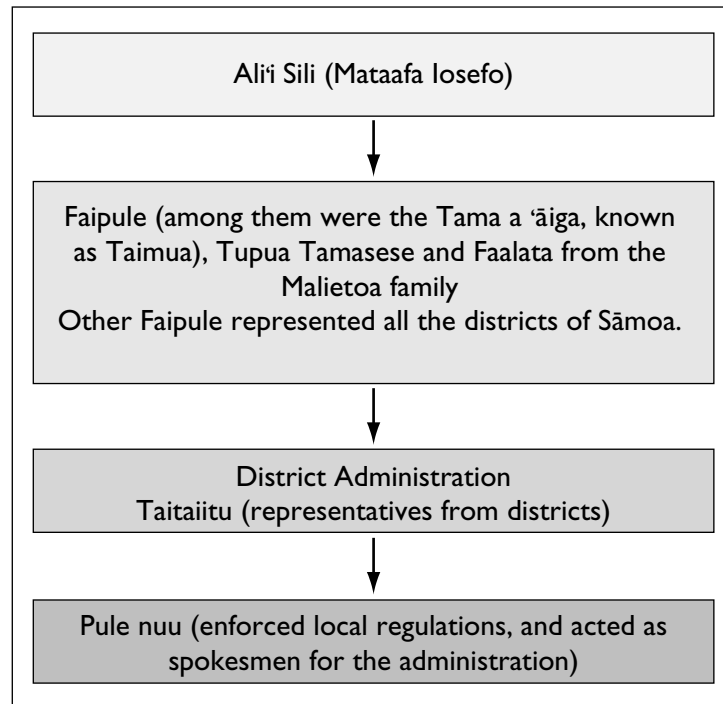 Ali‘i Sili (Mataafa Iosefo)
Faipule (among them were the Tama a ‘āiga, known
as Taimua), Tupua Tamasese and Faalata from the
Malietoa family
Other Faipule represented all the districts of Sāmoa.
District Administration
Taitaiitu (representatives from districts)
Pule nuu (enforced local regulations, and acted as
spokesmen for the administration)